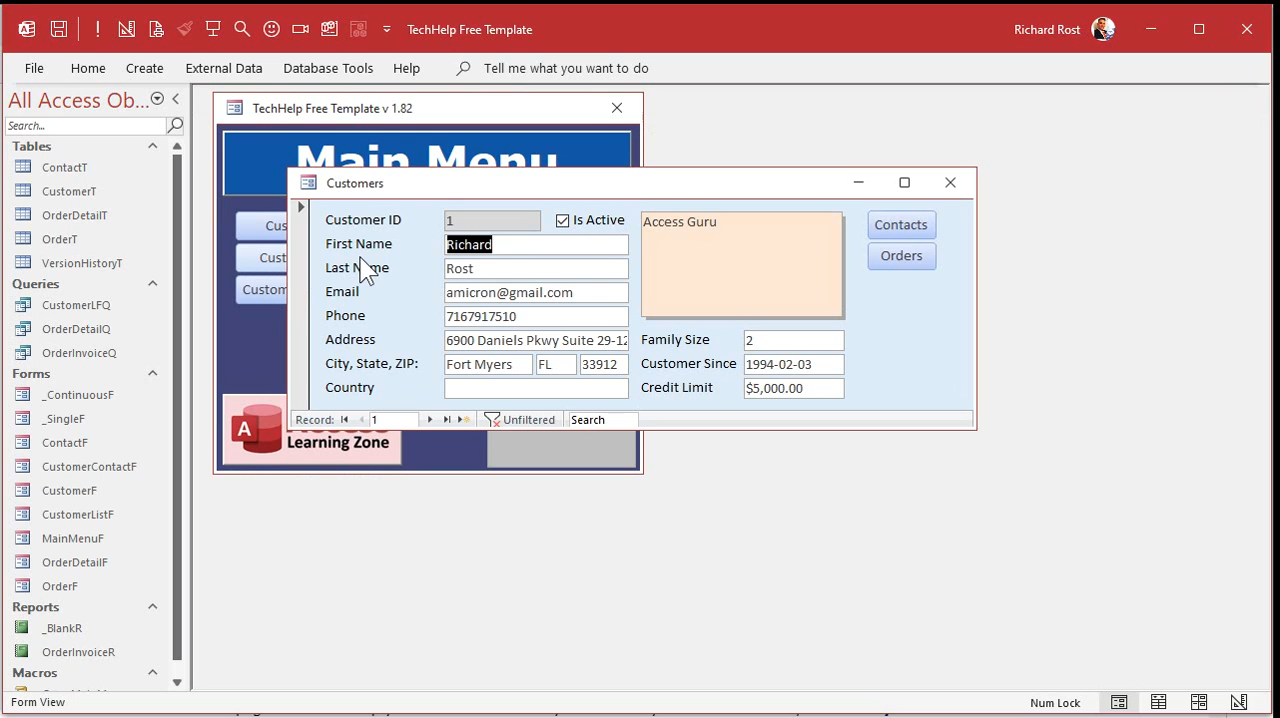 TechHelp Free Template
Richard Rost
File Home Create External Data Database Tools Help Tell me what you want to do
All Access Ob...
Search...
Tables
ContactT
CustomerT
OrderDetailT
OrderT
VersionHistoryT
Queries
CustomerLFQ
OrderDetailQ
OrderInvoiceQ
Forms
_ContinuousF
_SingleF
ContactF
CustomerContactF
CustomerF
CustomerListF
MainMenuF
OrderDetailF
OrderF
Reports
_BlankR
OrderInvoiceR
Macros
TechHelp Free Template v 1.82
Main Menu
Cus
Cust
Custom
A
Learning Zone
Customers
Customer ID 1 Is Active
First Name Richard
Last Name Rost
Email amicron@gmail.com
Phone 7167917510
Address 6900 Daniels Pkwy Suite 29-12
City, State, ZIP: Fort Myers FL 33912
Country
Access Guru
Family Size 2
Customer Since 1994-02-03
Credit Limit $5,000.00
Contacts
Orders
Record: 1 Unfiltered Search
Form View
Num Lock